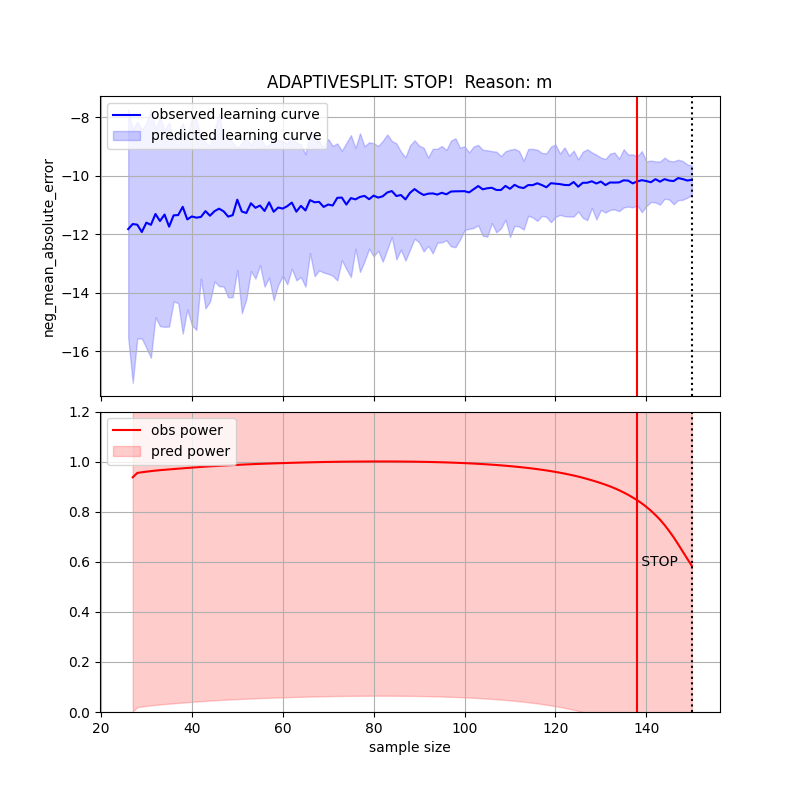 ADAPTIVESPLIT: STOP!  Reason: m
observed learning curve
predicted learning curve
neg_mean_absolute_error
−8
−10
−12
−14
−16
obs power
pred power
1.2
1.0
0.8
0.6
0.4
0.2
0.0
STOP
20 40 60 80 100 120 140
sample size